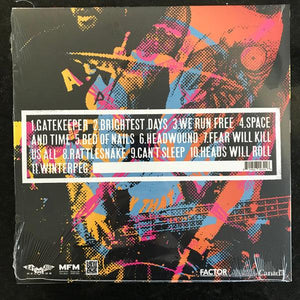 1.GATEKEEPER 2.BRIGHTEST DAYS 3.WE RUN FREE 4.SPACE
AND TIME 5.BED OF NAILS 6.HEADWOUND 7.FEAR WILL KILL
US ALL 8.RATTLESNAKE 9.CAN'T SLEEP 10.HEADS WILL ROLL
11.WINTERPEG
MFM
FACTOR
Canada